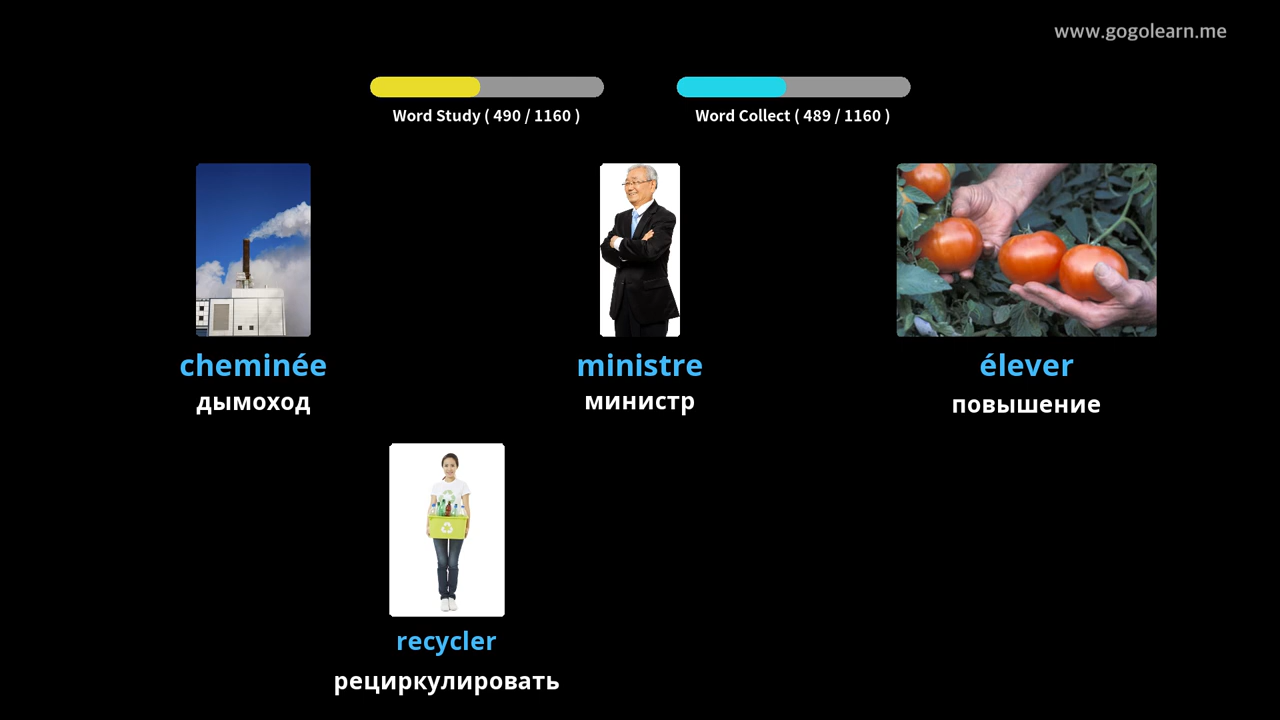 www.gogolearn.me
Word Study ( 490 / 1160 )
Word Collect ( 489 / 1160 )
cheminée
дымоход
ministre
министр
élever
повышение
recycler
рециркулировать